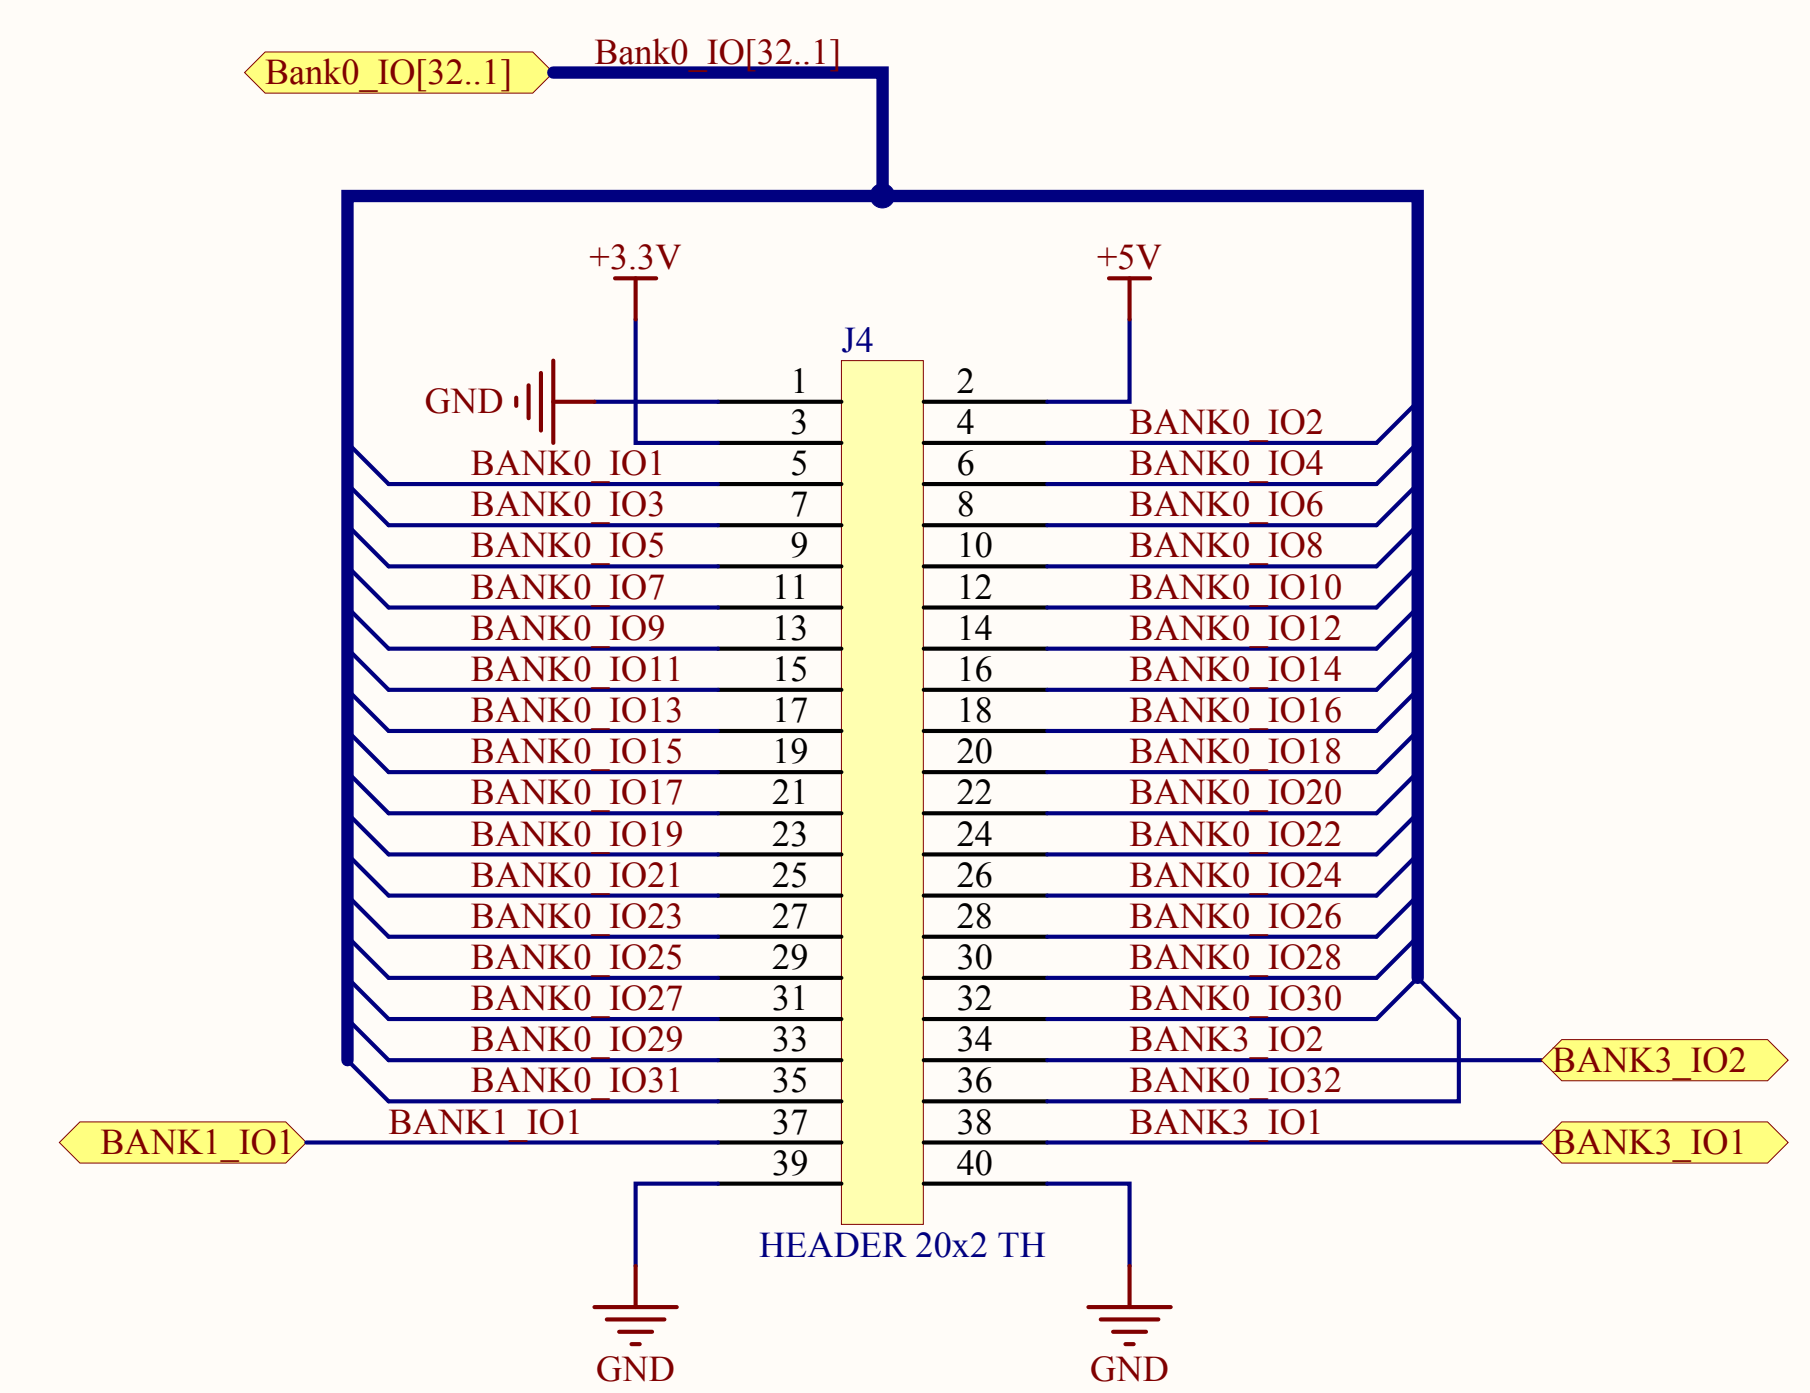 Bank0_IO[32..1] Bank0_IO[32..1]
+3.3V +5V
J4
GND 1 2
3 4 BANK0_IO2
BANK0_IO1 5 6 BANK0_IO4
BANK0_IO3 7 8 BANK0_IO6
BANK0_IO5 9 10 BANK0_IO8
BANK0_IO7 11 12 BANK0_IO10
BANK0_IO9 13 14 BANK0_IO12
BANK0_IO11 15 16 BANK0_IO14
BANK0_IO13 17 18 BANK0_IO16
BANK0_IO15 19 20 BANK0_IO18
BANK0_IO17 21 22 BANK0_IO20
BANK0_IO19 23 24 BANK0_IO22
BANK0_IO21 25 26 BANK0_IO24
BANK0_IO23 27 28 BANK0_IO26
BANK0_IO25 29 30 BANK0_IO28
BANK0_IO27 31 32 BANK0_IO30
BANK0_IO29 33 34 BANK3_IO2 BANK3_IO2
BANK0_IO31 35 36 BANK0_IO32
BANK1_IO1 BANK1_IO1 37 38 BANK3_IO1 BANK3_IO1
39 40
HEADER 20x2 TH
GND GND